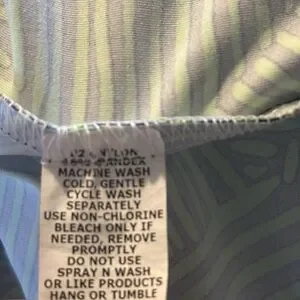 MACHINE WASH
COLD, GENTLE
CYCLE WASH
SEPARATELY
USE NON-CHLORINE
BLEACH ONLY IF
NEEDED, REMOVE
PROMPTLY
DO NOT USE
SPRAY N WASH
OR LIKE PRODUCTS
HANG OR TUMBLE